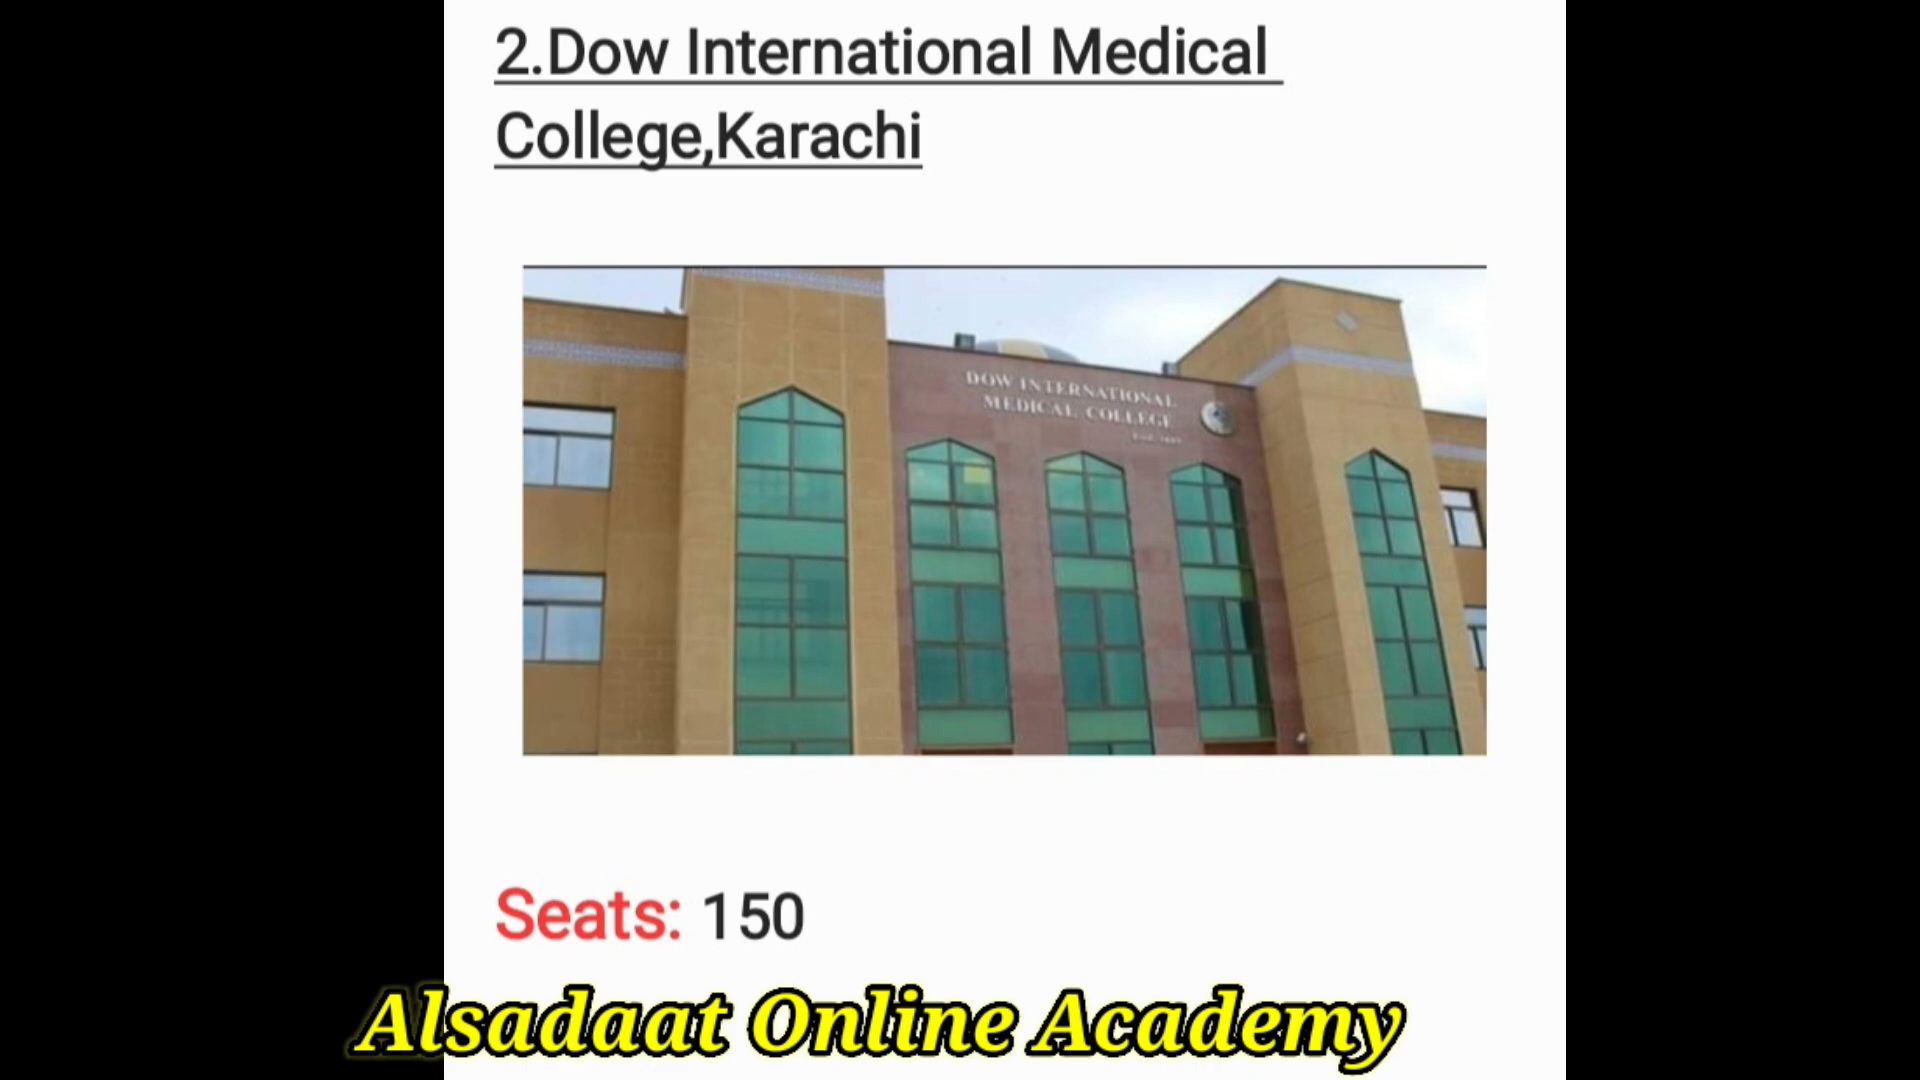 2.Dow International Medical
College,Karachi
DOW INTERNATIONAL
MEDICAL COLLEGE
Seats: 150
Alsadaat Online Academy